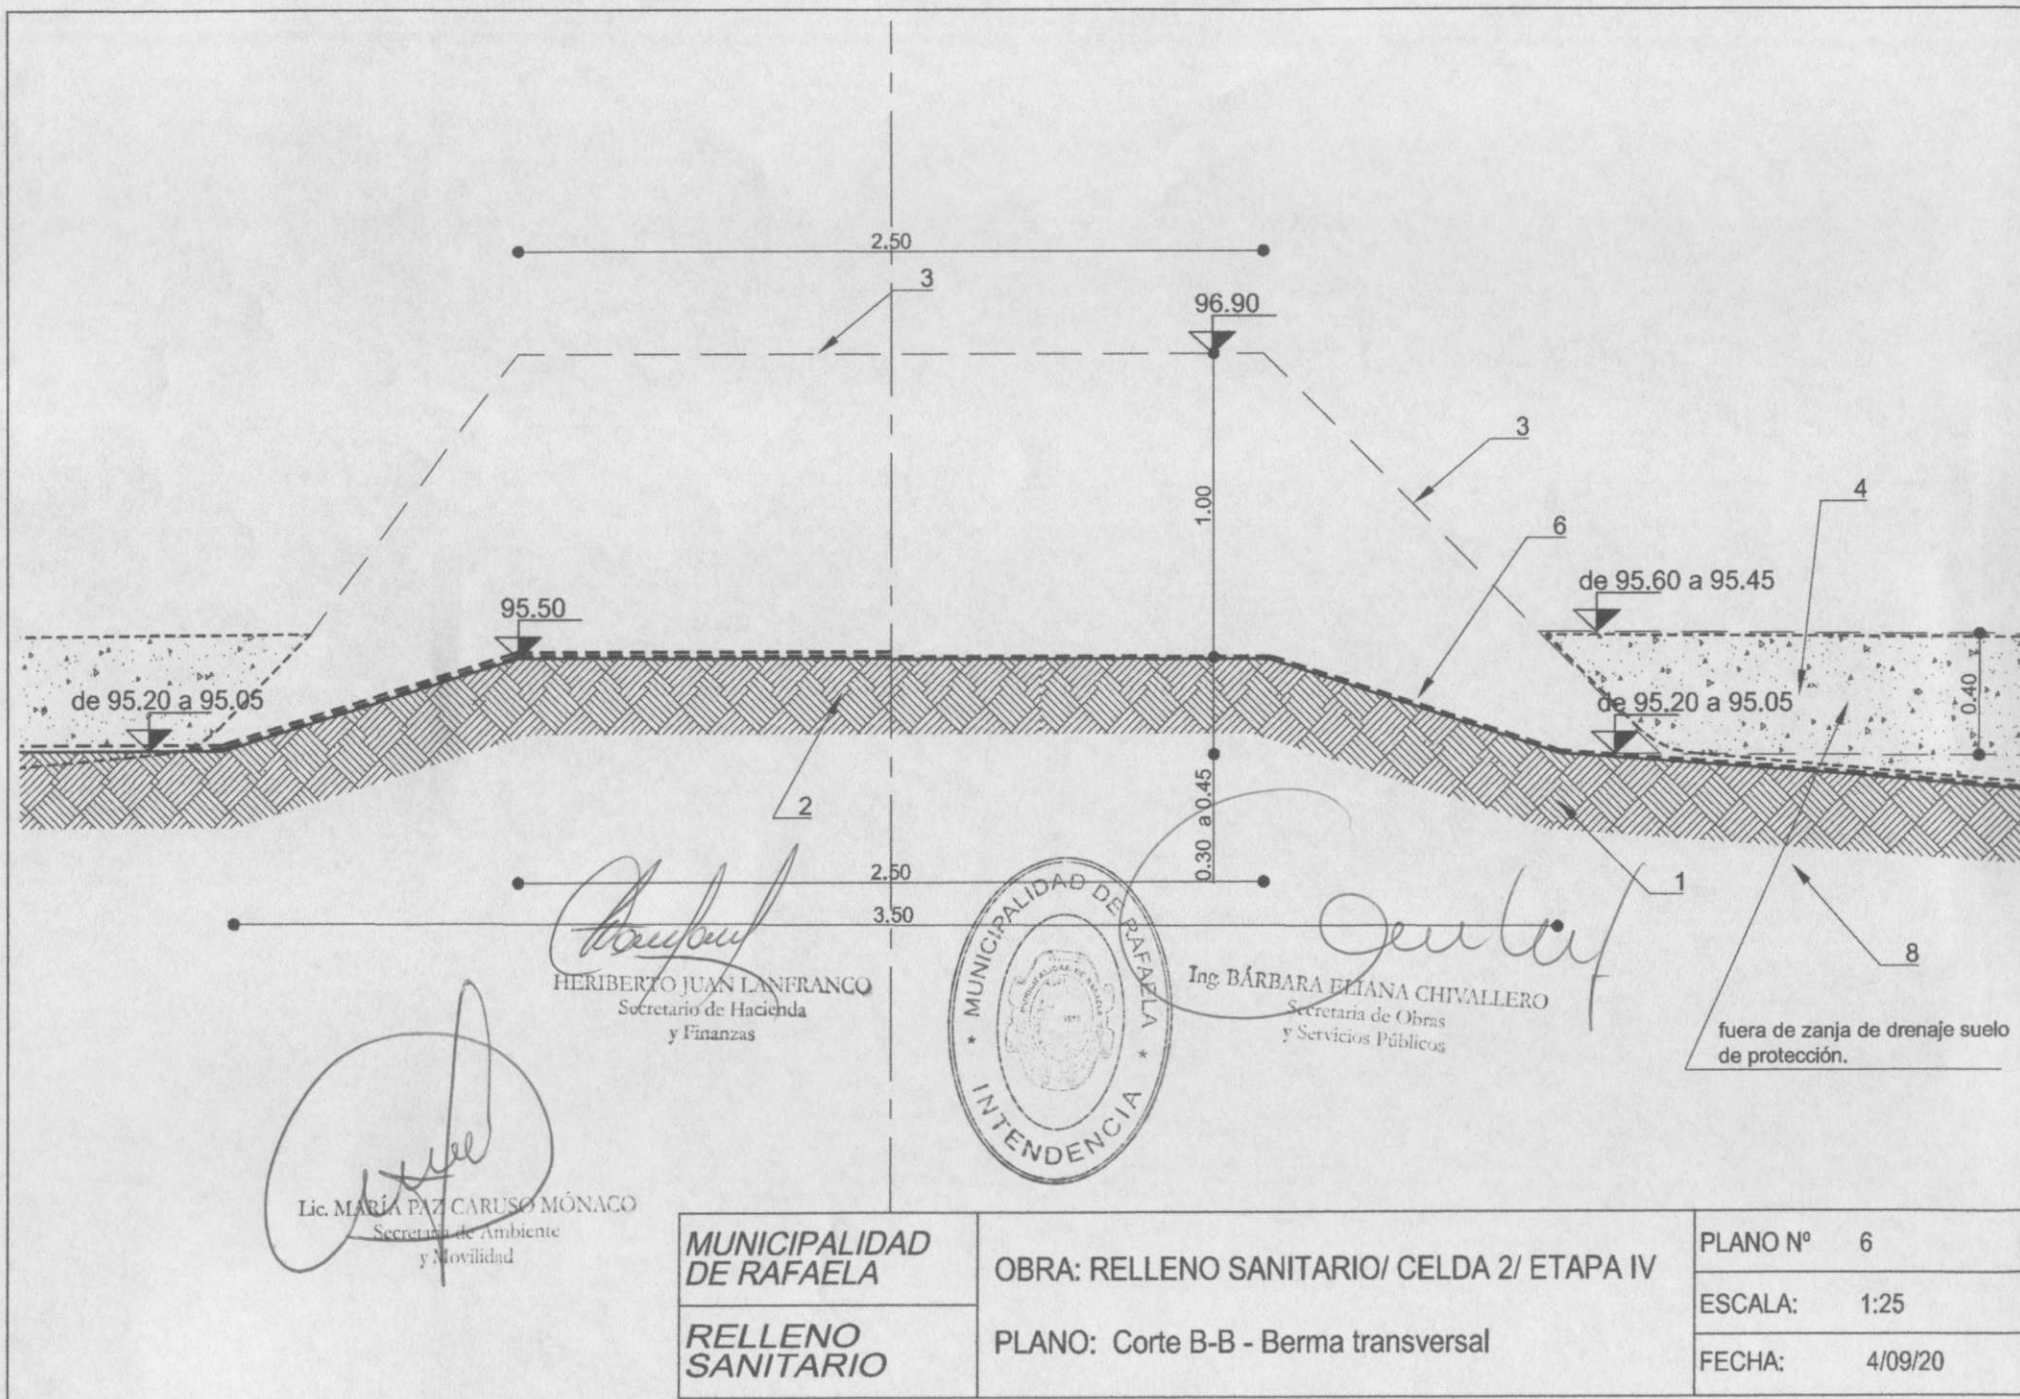 2.50
3
96.90
3
1.00
4
6
de 95.60 a 95.45
95.50
de 95.20 a 95.05
de 95.20 a 95.05
0.40
2
0.30 a 0.45
1
2.50
3.50
8
HERIBERTO JUAN LANFRANCO
Secretario de Hacienda
y Finanzas
MUNICIPALIDAD DE RAFAELA
INTENDENCIA
Ing. BÁRBARA ELIANA CHIVALLERO
Secretaria de Obras
y Servicios Públicos
fuera de zanja de drenaje suelo
de protección.
Lic. MARÍA PAZ CARUSO MÓNACO
Secretaria de Ambiente
y Movilidad
MUNICIPALIDAD
DE RAFAELA
RELLENO
SANITARIO
OBRA: RELLENO SANITARIO/ CELDA 2/ ETAPA IV
PLANO: Corte B-B - Berma transversal
PLANO Nº 6
ESCALA: 1:25
FECHA: 4/09/20